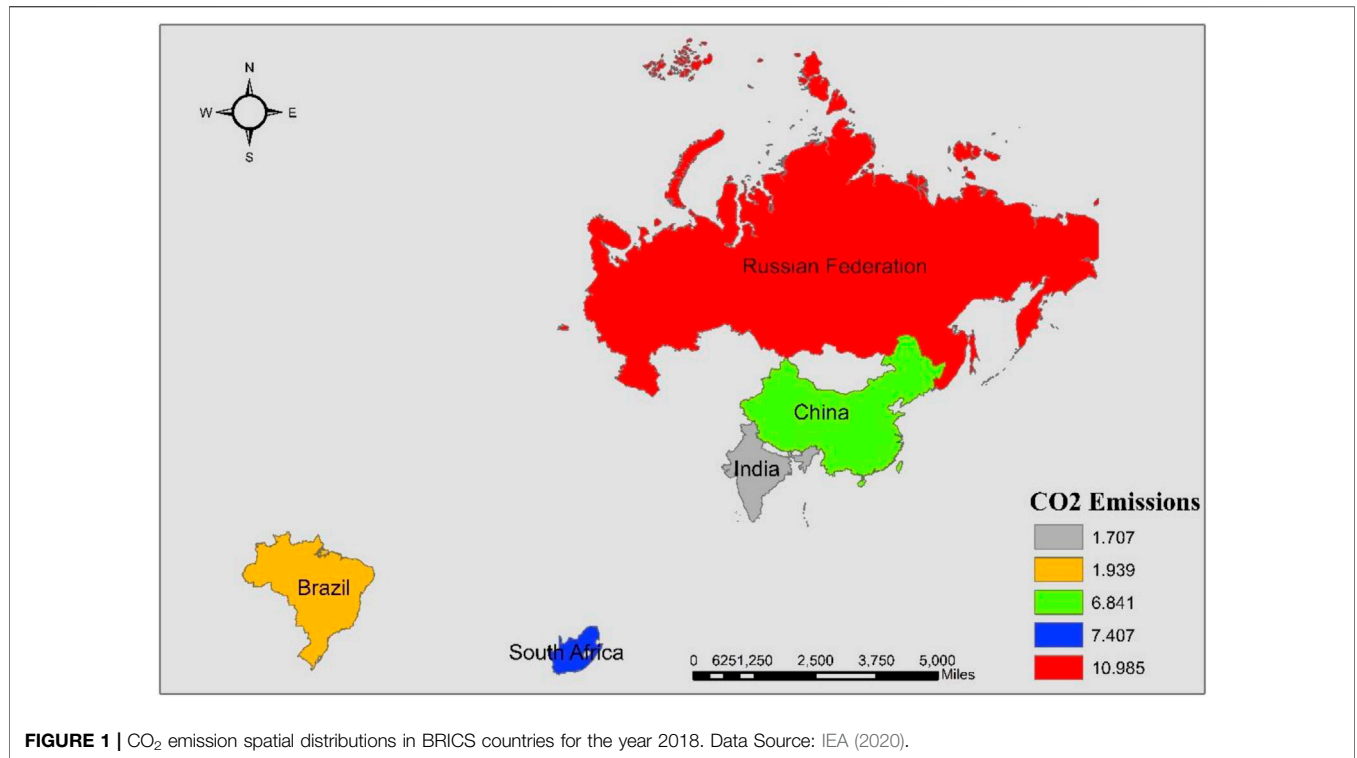 N
W E
S
Russian Federation
China
India
Brazil
South Africa
CO2 Emissions
1.707
1.939
6.841
7.407
10.985
0 6251,250 2,500 3,750 5,000
Miles
FIGURE 1 | CO₂ emission spatial distributions in BRICS countries for the year 2018. Data Source: IEA (2020).